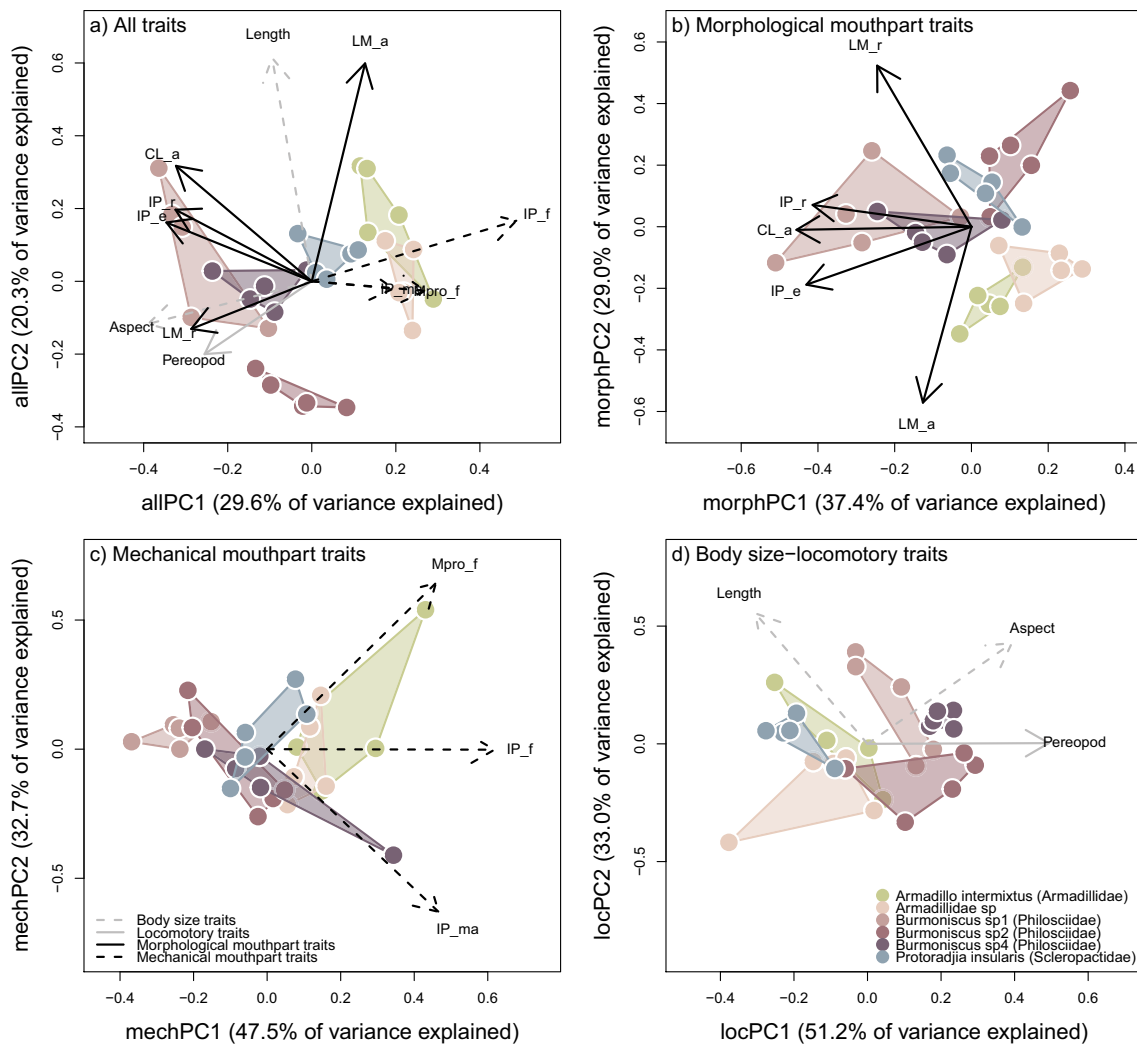 a) All traits
Length
LM_a
CL_a
IP_r
IP_e
IP_f
IP_ma
Mpro_f
Aspect
LM_r
Pereopod
0.6
0.4
0.2
0.0
−0.2
−0.4
allPC2 (20.3% of variance explained)
−0.4 −0.2 0.0 0.2 0.4 0.6
allPC1 (29.6% of variance explained)
b) Morphological mouthpart traits
LM_r
IP_r
CL_a
IP_e
LM_a
0.6
0.4
0.2
0.0
−0.2
−0.4
−0.6
morphPC2 (29.0% of variance explained)
−0.6 −0.4 −0.2 0.0 0.2 0.4
morphPC1 (37.4% of variance explained)
c) Mechanical mouthpart traits
Mpro_f
IP_f
IP_ma
Body size traits
Locomotory traits
Morphological mouthpart traits
Mechanical mouthpart traits
0.5
0.0
−0.5
mechPC2 (32.7% of variance explained)
−0.4 −0.2 0.0 0.2 0.4 0.6
mechPC1 (47.5% of variance explained)
d) Body size−locomotory traits
Length
Aspect
Pereopod
Armadillo intermixtus (Armadillidae)
Armadillidae sp
Burmoniscus sp1 (Philosciidae)
Burmoniscus sp2 (Philosciidae)
Burmoniscus sp4 (Philosciidae)
Protoradjia insularis (Scleropactidae)
0.5
0.0
−0.5
locPC2 (33.0% of variance explained)
−0.4 −0.2 0.0 0.2 0.4 0.6
locPC1 (51.2% of variance explained)